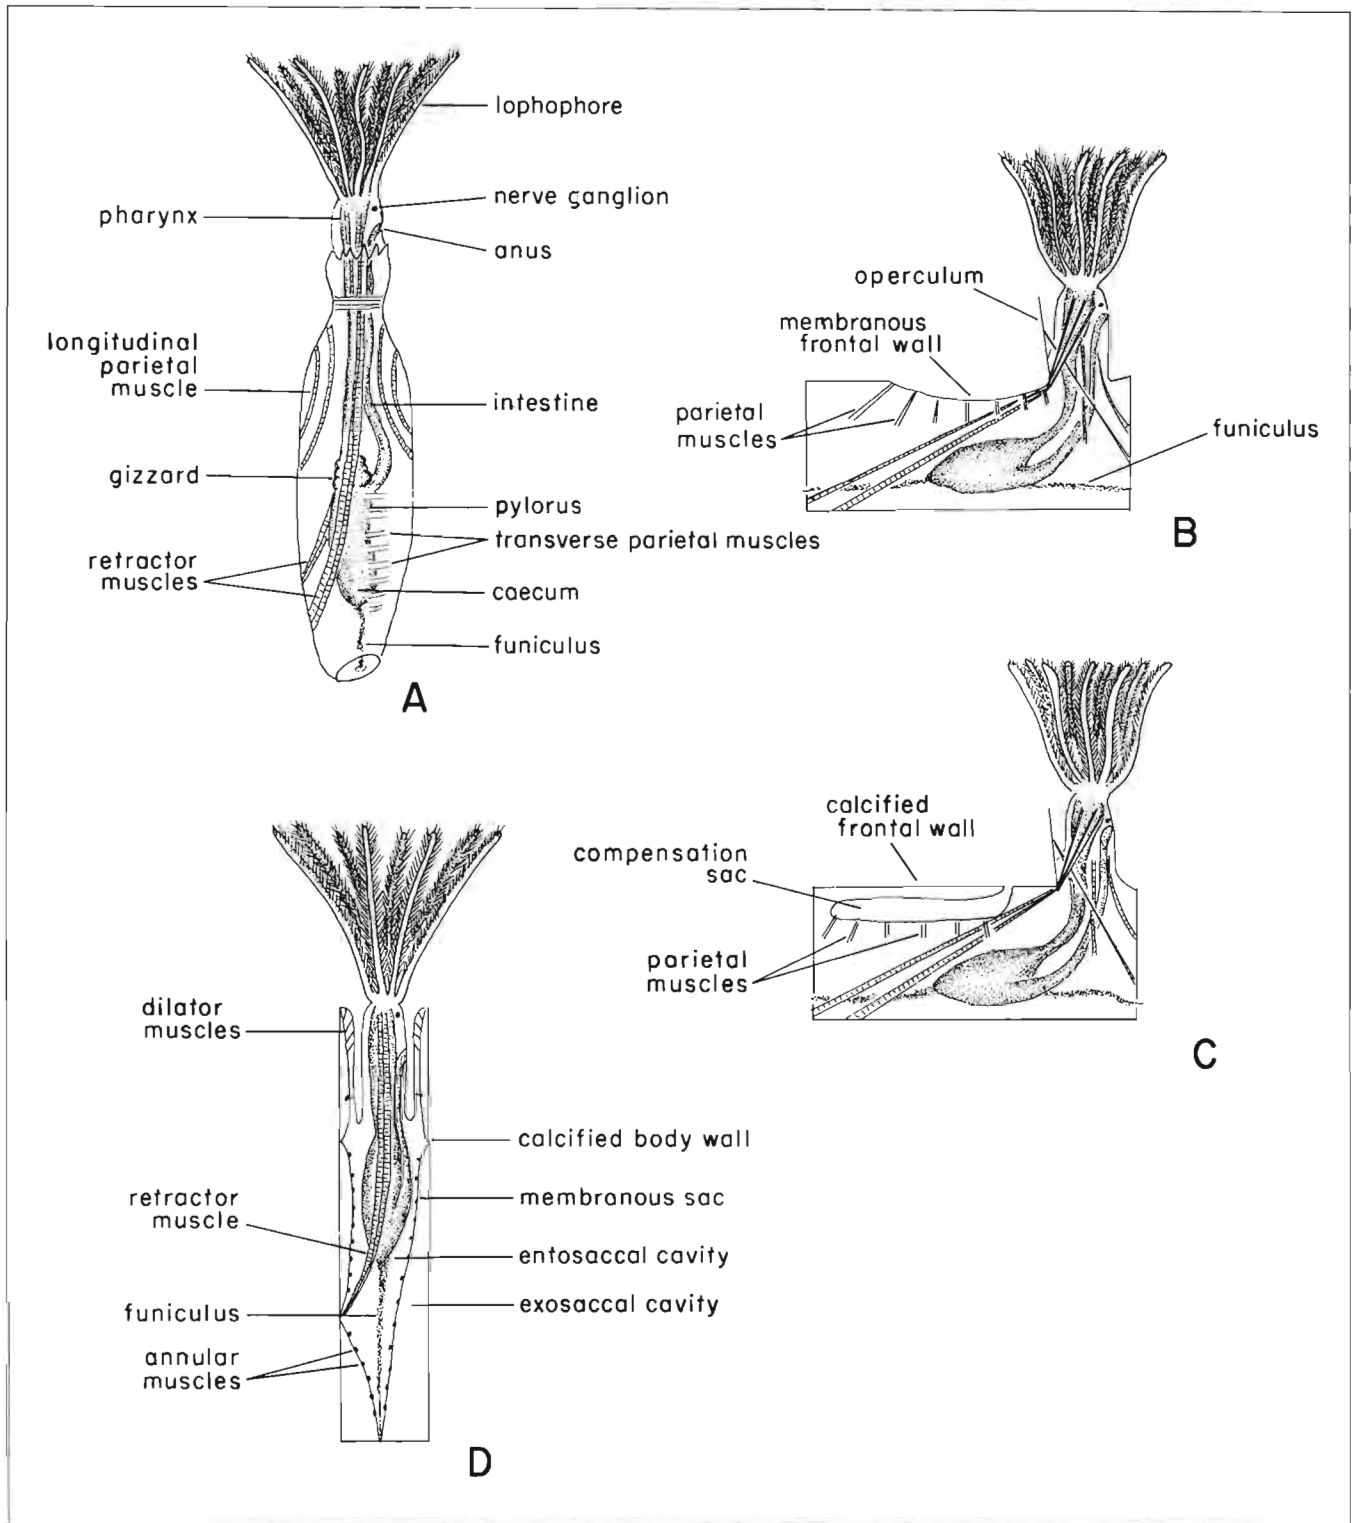 lophophore
nerve ganglion
pharynx
anus
longitudinal
parietal
muscle
intestine
gizzard
pylorus
transverse parietal muscles
retractor
muscles
caecum
funiculus
A
operculum
membranous
frontal wall
parietal
muscles
funiculus
B
calcified
frontal wall
compensation
sac
parietal
muscles
C
dilator
muscles
calcified body wall
retractor
muscle
membranous sac
entosaccal cavity
funiculus
exosaccal cavity
annular
muscles
D